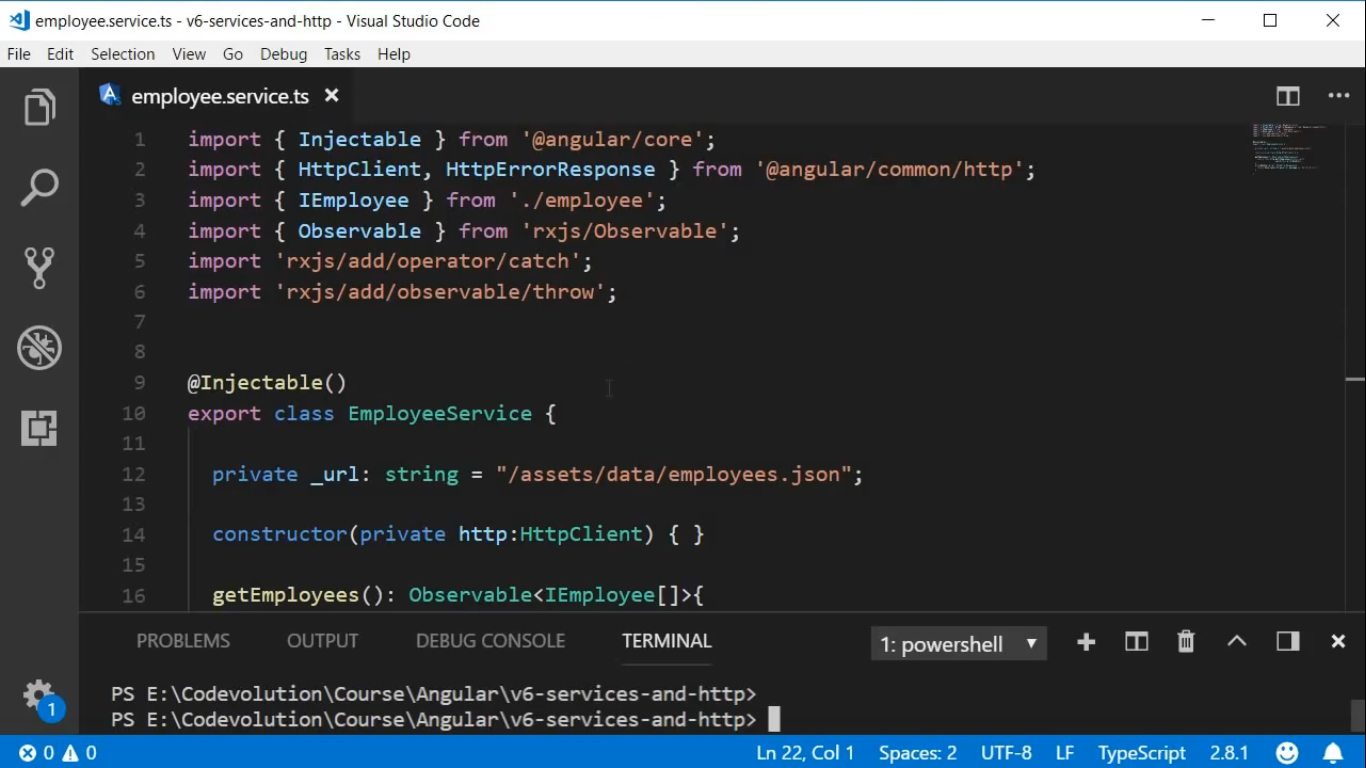 employee.service.ts - v6-services-and-http - Visual Studio Code
File Edit Selection View Go Debug Tasks Help
employee.service.ts
1 import { Injectable } from '@angular/core';
2 import { HttpClient, HttpErrorResponse } from '@angular/common/http';
3 import { IEmployee } from './employee';
4 import { Observable } from 'rxjs/Observable';
5 import 'rxjs/add/operator/catch';
6 import 'rxjs/add/observable/throw';
7
8
9 @Injectable()
10 export class EmployeeService {
11
12 private _url: string = "/assets/data/employees.json";
13
14 constructor(private http:HttpClient) { }
15
16 getEmployees(): Observable<IEmployee[]>{
PROBLEMS OUTPUT DEBUG CONSOLE TERMINAL 1: powershell
PS E:\Codevolution\Course\Angular\v6-services-and-http>
1 PS E:\Codevolution\Course\Angular\v6-services-and-http>
0 0 Ln 22, Col 1 Spaces: 2 UTF-8 LF TypeScript 2.8.1